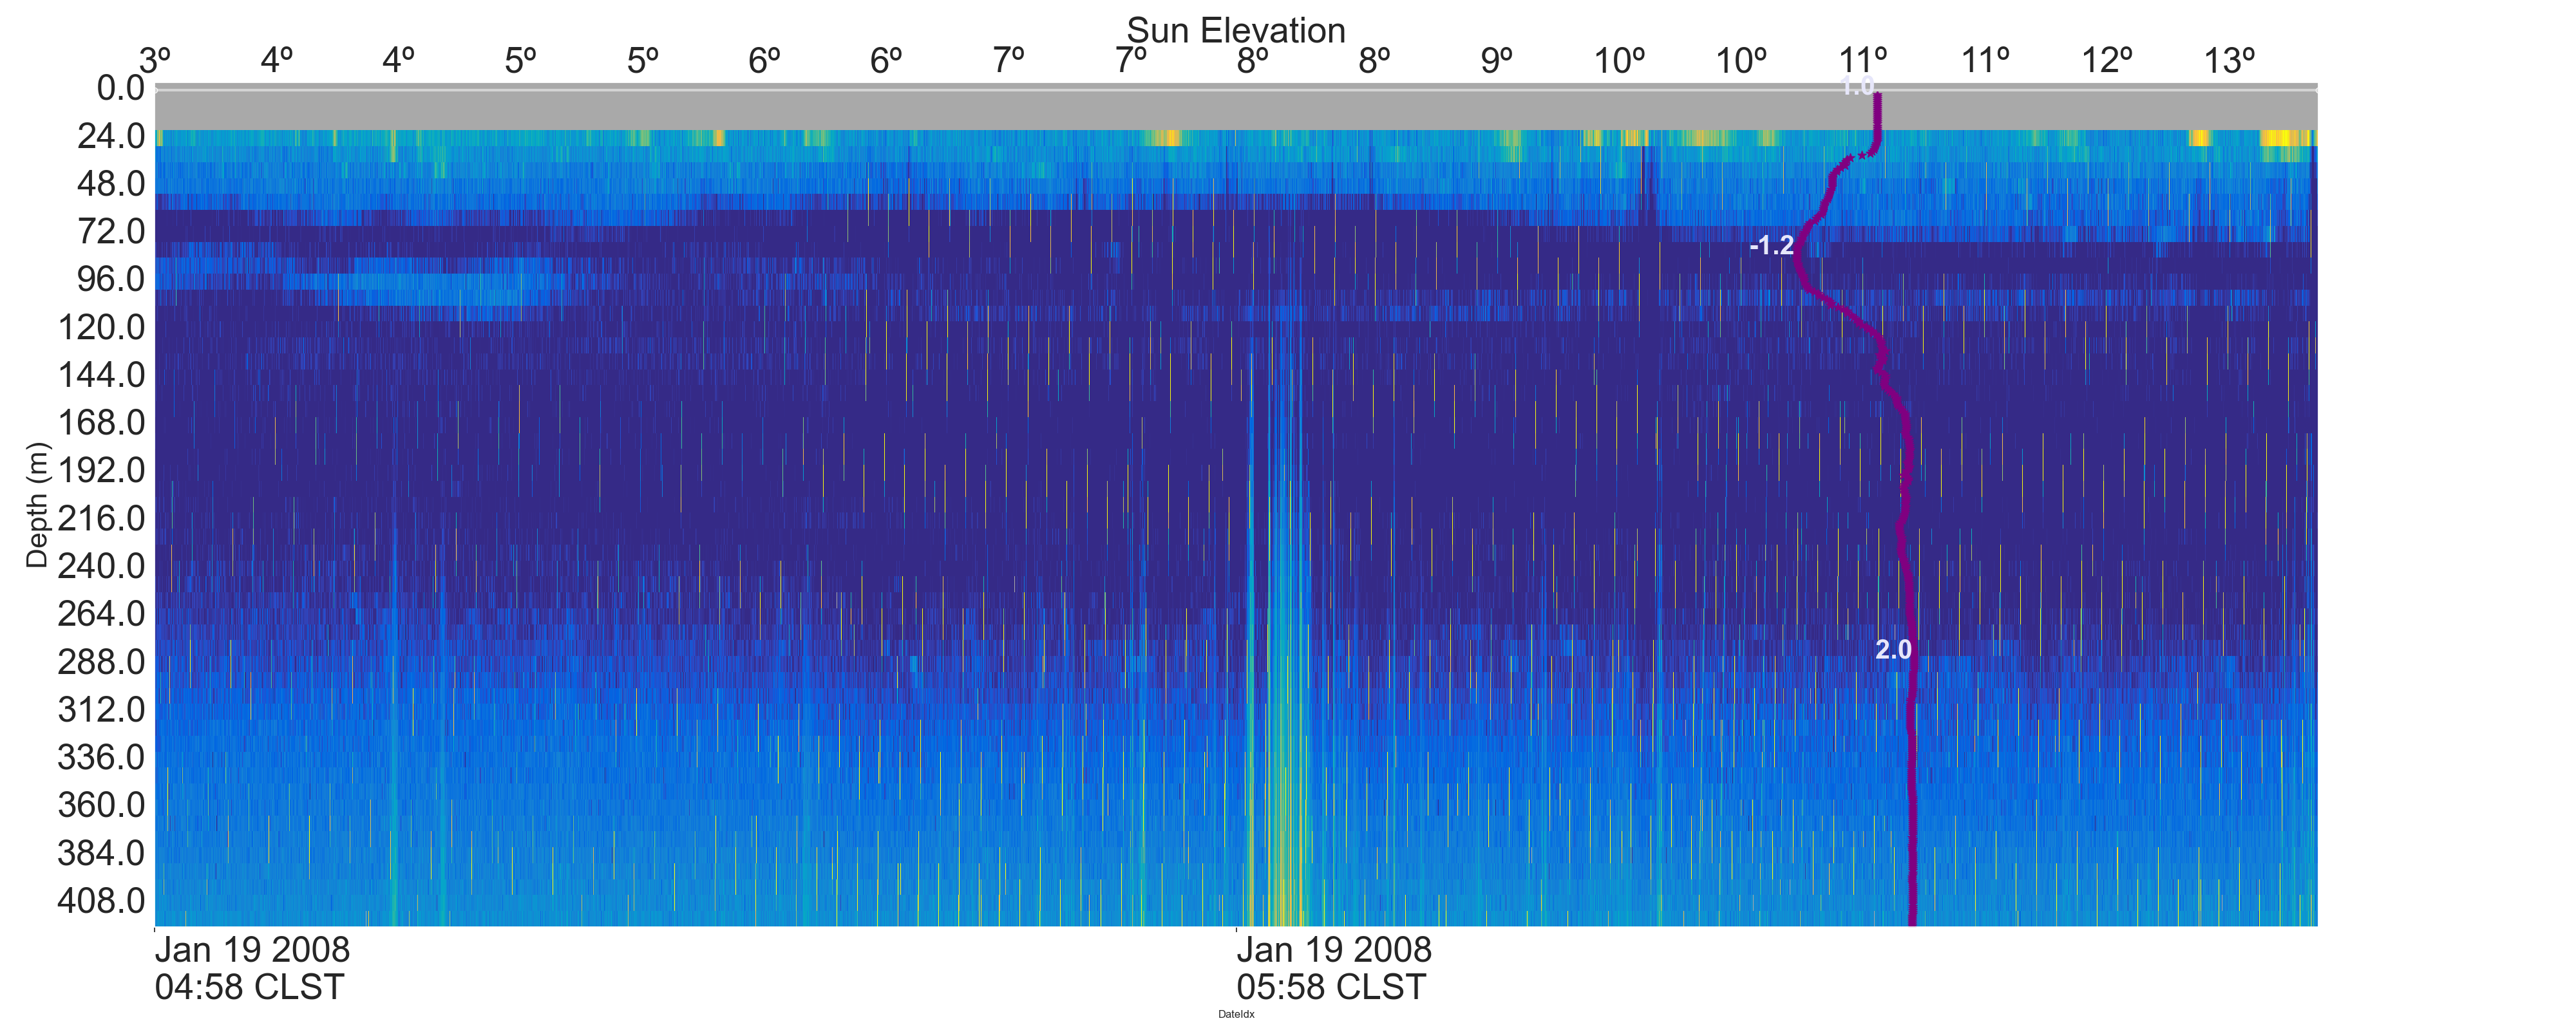 Sun Elevation
3º 4º 4º 5º 5º 6º 6º 7º 7º 8º 8º 9º 10º 10º 11º 11º 12º 13º
0.0
1.0
24.0
48.0
72.0
-1.2
96.0
120.0
144.0
168.0
192.0
216.0
240.0
264.0
288.0
2.0
312.0
336.0
360.0
384.0
408.0
Depth (m)
Jan 19 2008
04:58 CLST
Jan 19 2008
05:58 CLST
DateIdx